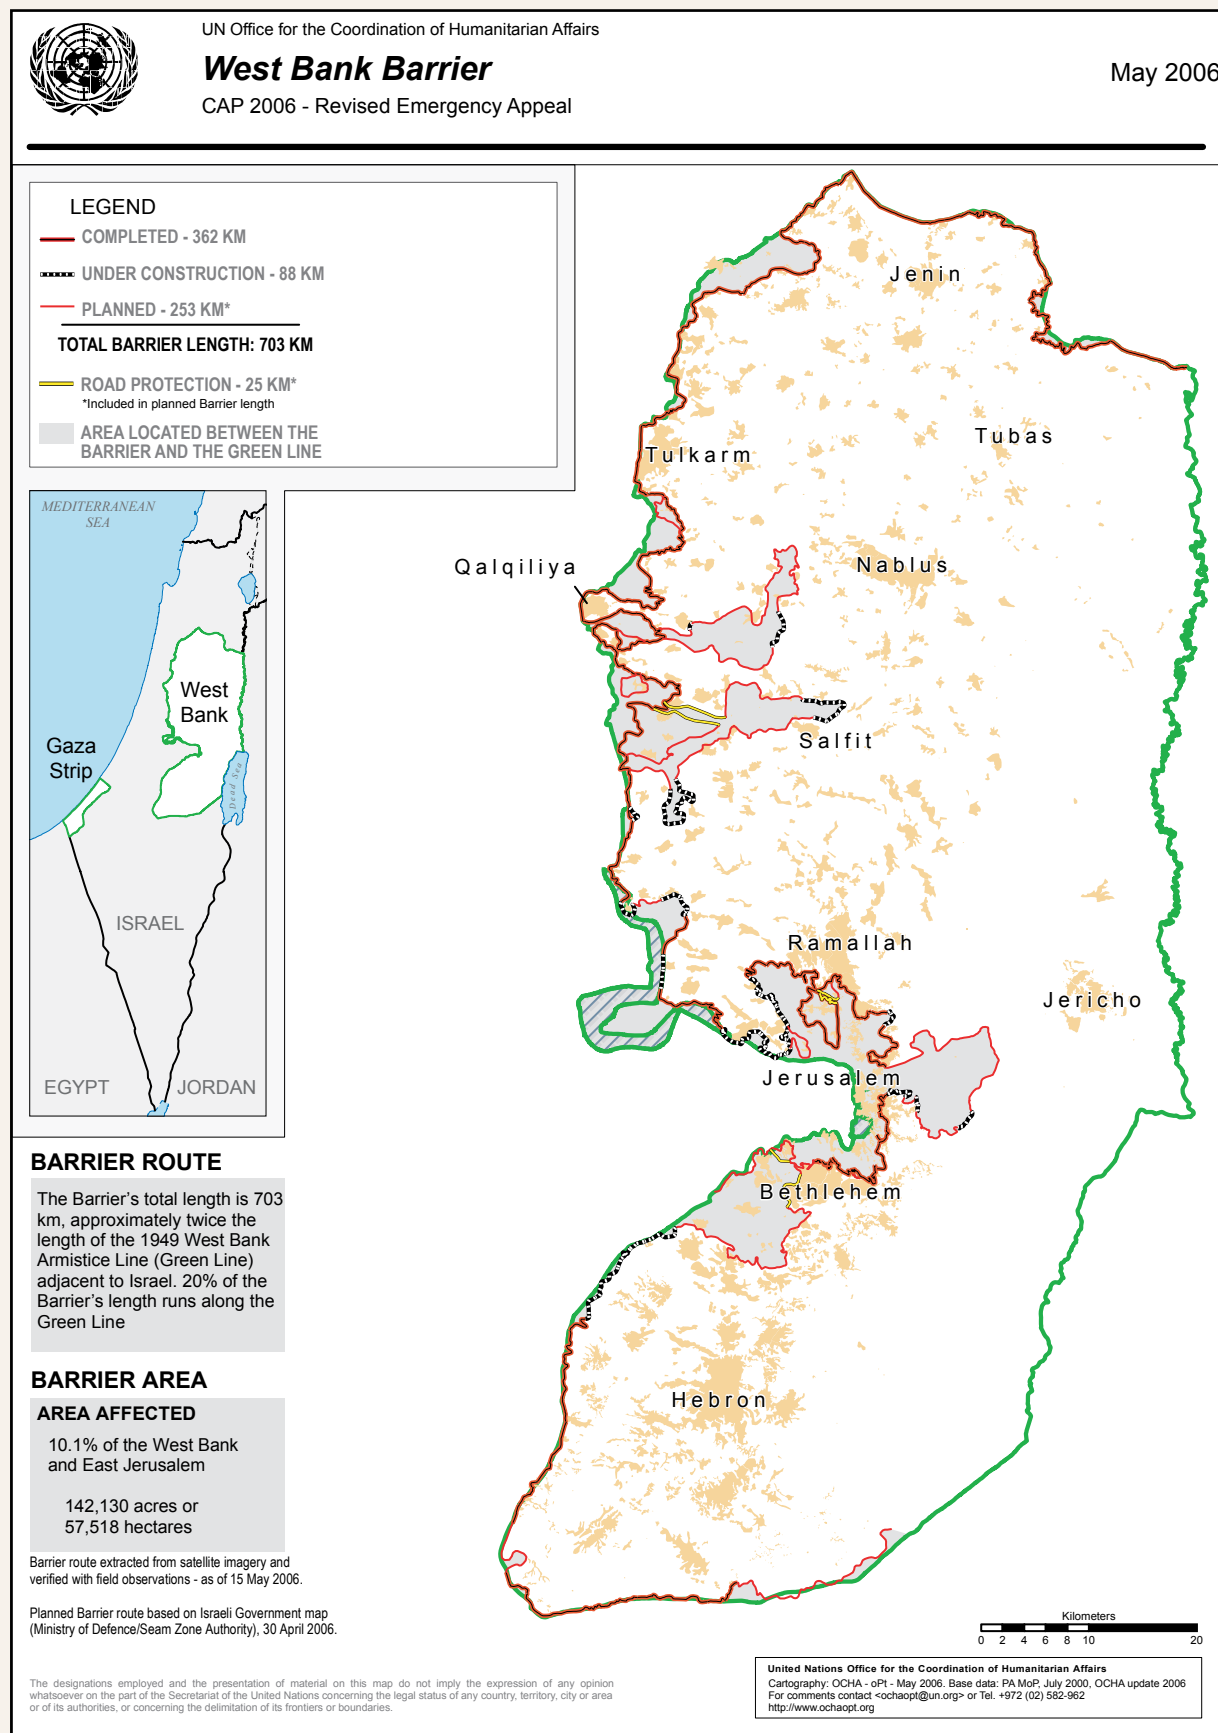 UN Office for the Coordination of Humanitarian Affairs
West Bank Barrier
CAP 2006 - Revised Emergency Appeal
May 2006
LEGEND
COMPLETED - 362 KM
UNDER CONSTRUCTION - 88 KM
PLANNED - 253 KM*
TOTAL BARRIER LENGTH: 703 KM
ROAD PROTECTION - 25 KM*
*Included in planned Barrier length
AREA LOCATED BETWEEN THE
BARRIER AND THE GREEN LINE
MEDITERRANEAN
SEA
West
Bank
Gaza
Strip
Dead Sea
ISRAEL
EGYPT
JORDAN
Jenin
Tubas
Tulkarm
Qalqiliya
Nablus
Salfit
Ramallah
Jericho
Jerusalem
Bethlehem
Hebron
BARRIER ROUTE
The Barrier's total length is 703
km, approximately twice the
length of the 1949 West Bank
Armistice Line (Green Line)
adjacent to Israel. 20% of the
Barrier's length runs along the
Green Line
BARRIER AREA
AREA AFFECTED
10.1% of the West Bank
and East Jerusalem
142,130 acres or
57,518 hectares
Barrier route extracted from satellite imagery and
verified with field observations - as of 15 May 2006.
Planned Barrier route based on Israeli Government map
(Ministry of Defence/Seam Zone Authority), 30 April 2006.
The designations employed and the presentation of material on this map do not imply the expression of any opinion
whatsoever on the part of the Secretariat of the United Nations concerning the legal status of any country, territory, city or area
or of its authorities, or concerning the delimitation of its frontiers or boundaries.
Kilometers
0 2 4 6 8 10 20
United Nations Office for the Coordination of Humanitarian Affairs
Cartography: OCHA - oPt - May 2006. Base data: PA MoP, July 2000, OCHA update 2006
For comments contact <ochaopt@un.org> or Tel. +972 (02) 582-962
http://www.ochaopt.org